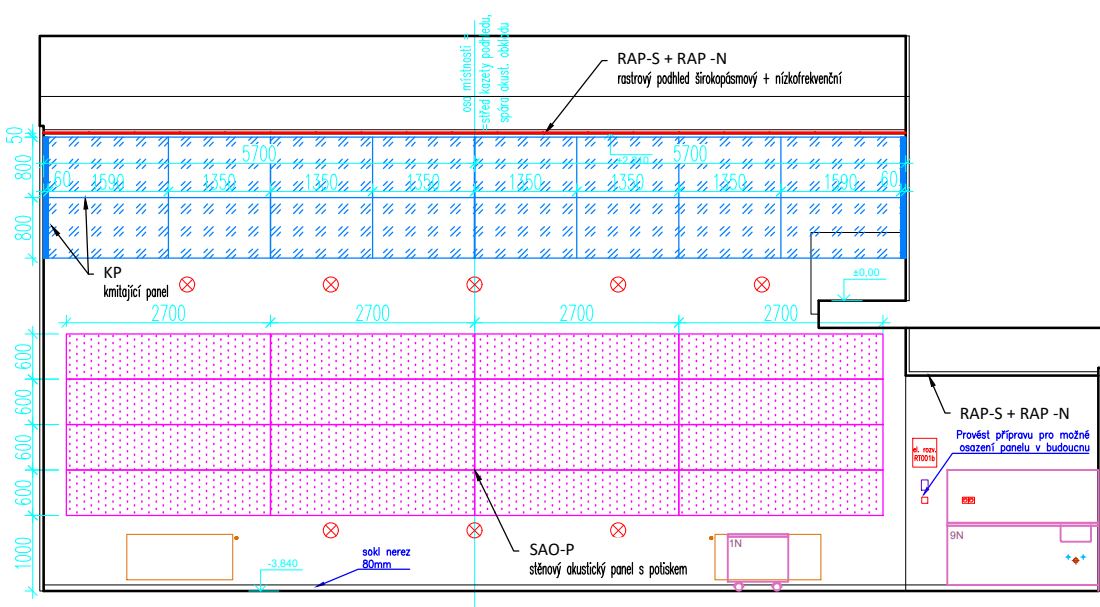 osa místnosti =
=střed kazety podhledu,
spára akust. obkladu
RAP-S + RAP -N
rastrový podhled širokopásmový + nízkofrekvenční
50
5700
5700
800
60
1590
1350
1350
1350
1350
1350
1350
1590
60
800
KP
kmitající panel
±0,00
2700
2700
2700
2700
600
600
600
600
RAP-S + RAP -N
Provést přípravu pro možné
osazení panelu v budoucnu
el. rozv.
RT001b
1000
SAO-P
stěnový akustický panel s potiskem
sokl nerez
80mm
-3,840
1N
9N